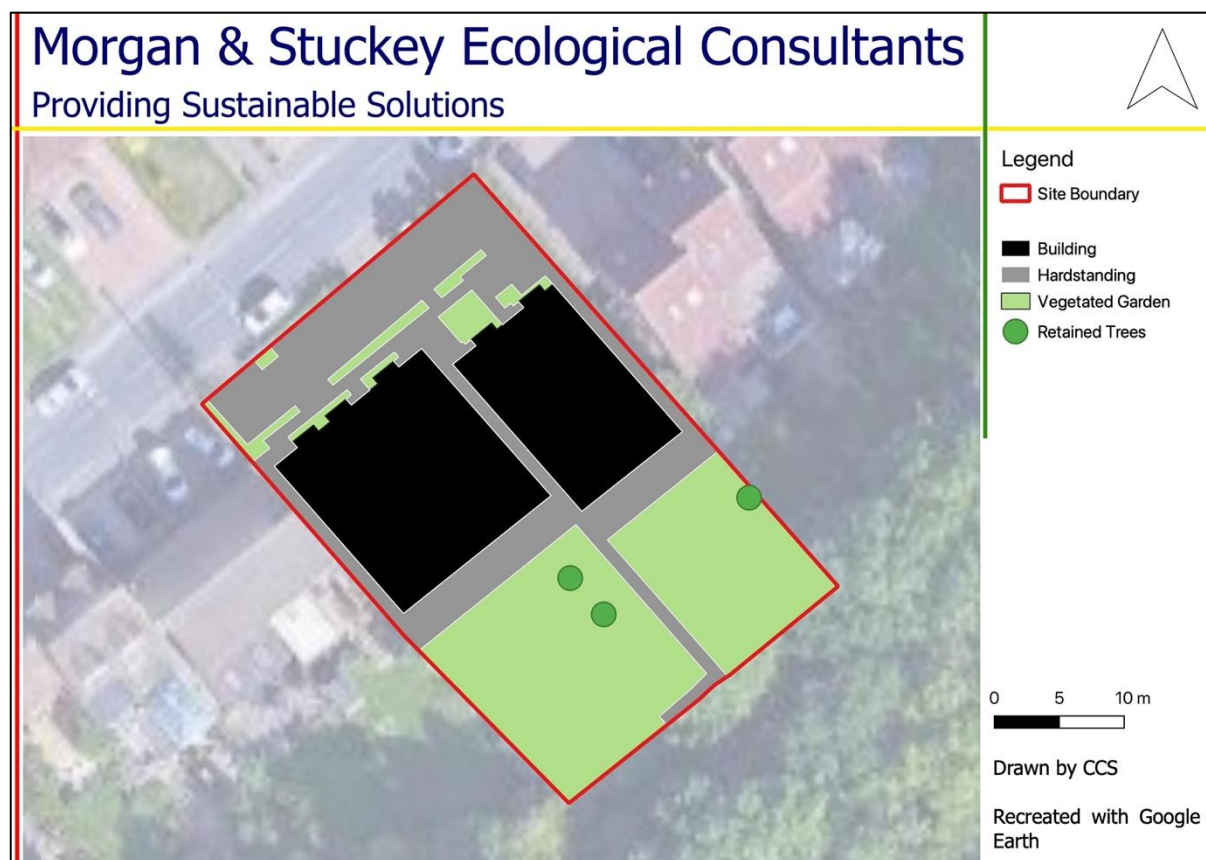 Morgan & Stuckey Ecological Consultants
Providing Sustainable Solutions
Legend
Site Boundary
Building
Hardstanding
Vegetated Garden
Retained Trees
0 5 10 m
Drawn by CCS
Recreated with Google
Earth